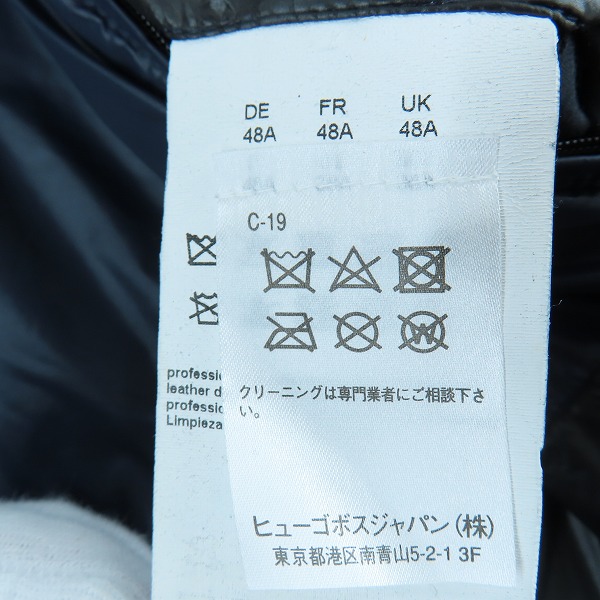 DE FR UK
48A 48A 48A
C-19
professi
leather d
professio
Limpieza
クリーニングは専門業者にご相談下さ
い。
ヒューゴボスジャパン(株)
東京都港区南青山5-2-1 3F